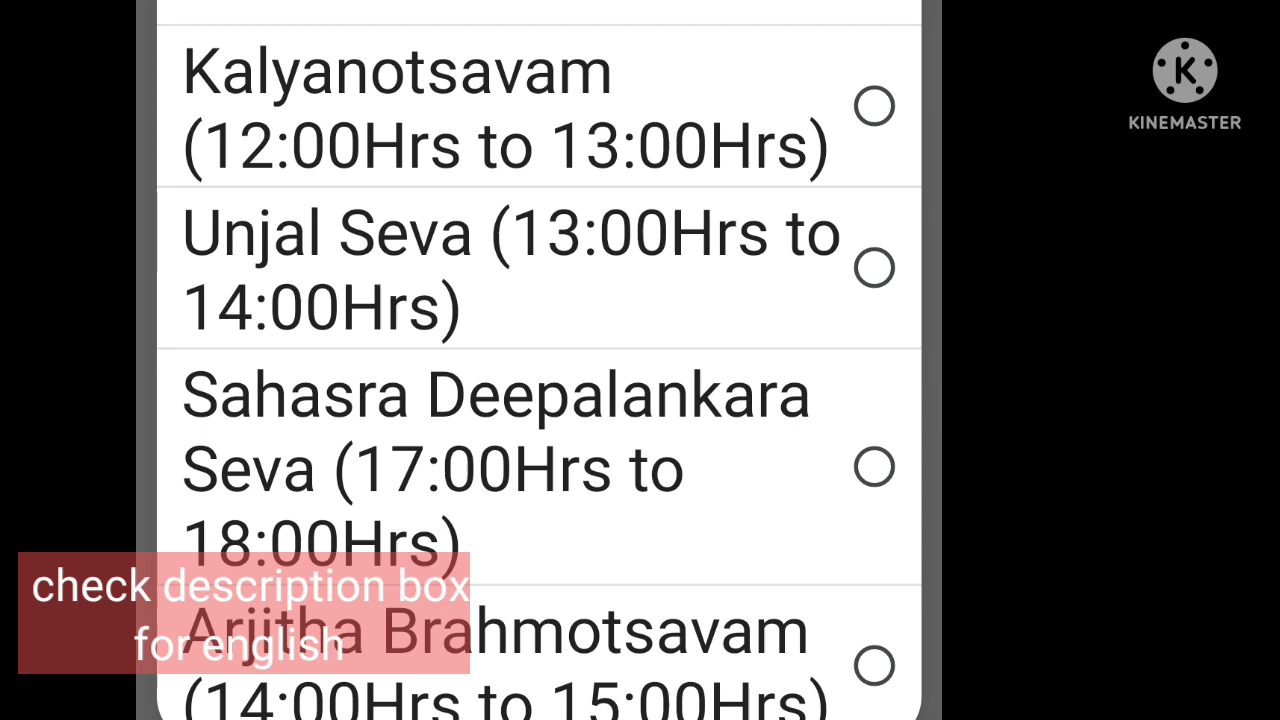 Kalyanotsavam
(12:00Hrs to 13:00Hrs)
Unjal Seva (13:00Hrs to
14:00Hrs)
Sahasra Deepalankara
Seva (17:00Hrs to
18:00Hrs)
Arjitha Brahmotsavam
(14:00Hrs to 15:00Hrs)
check description box
for english
K
KINEMASTER